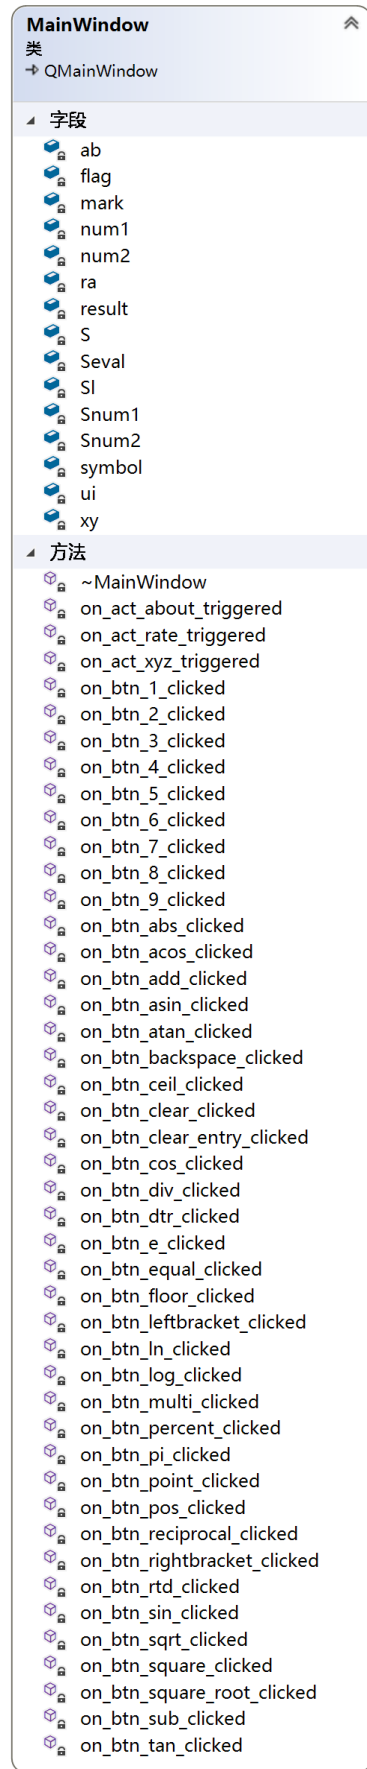 MainWindow
类
QMainWindow
字段
ab
flag
mark
num1
num2
ra
result
S
Seval
Sl
Snum1
Snum2
symbol
ui
xy
方法
~MainWindow
on_act_about_triggered
on_act_rate_triggered
on_act_xyz_triggered
on_btn_1_clicked
on_btn_2_clicked
on_btn_3_clicked
on_btn_4_clicked
on_btn_5_clicked
on_btn_6_clicked
on_btn_7_clicked
on_btn_8_clicked
on_btn_9_clicked
on_btn_abs_clicked
on_btn_acos_clicked
on_btn_add_clicked
on_btn_asin_clicked
on_btn_atan_clicked
on_btn_backspace_clicked
on_btn_ceil_clicked
on_btn_clear_clicked
on_btn_clear_entry_clicked
on_btn_cos_clicked
on_btn_div_clicked
on_btn_dtr_clicked
on_btn_e_clicked
on_btn_equal_clicked
on_btn_floor_clicked
on_btn_leftbracket_clicked
on_btn_ln_clicked
on_btn_log_clicked
on_btn_multi_clicked
on_btn_percent_clicked
on_btn_pi_clicked
on_btn_point_clicked
on_btn_pos_clicked
on_btn_reciprocal_clicked
on_btn_rightbracket_clicked
on_btn_rtd_clicked
on_btn_sin_clicked
on_btn_sqrt_clicked
on_btn_square_clicked
on_btn_square_root_clicked
on_btn_sub_clicked
on_btn_tan_clicked